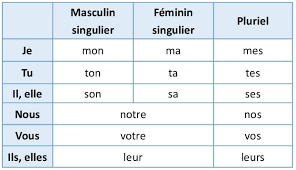 Masculin singulier Féminin singulier Pluriel
Je mon ma mes
Tu ton ta tes
Il, elle son sa ses
Nous notre nos
Vous votre vos
Ils, elles leur leurs